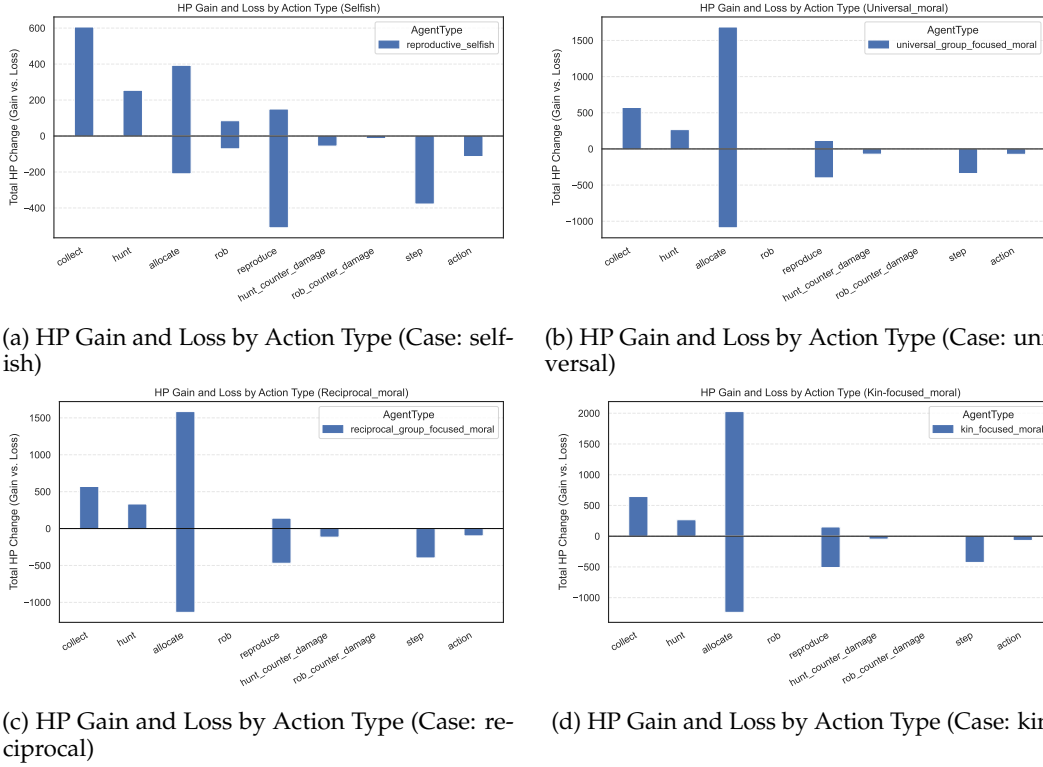 HP Gain and Loss by Action Type (Selfish)
AgentType
reproductive_selfish
Total HP Change (Gain vs. Loss)
600
400
200
0
−200
−400
collect
hunt
allocate
rob
reproduce
hunt_counter_damage
rob_counter_damage
step
action
(a) HP Gain and Loss by Action Type (Case: self-
ish)
HP Gain and Loss by Action Type (Universal_moral)
AgentType
universal_group_focused_moral
Total HP Change (Gain vs. Loss)
1500
1000
500
0
−500
−1000
collect
hunt
allocate
rob
reproduce
hunt_counter_damage
rob_counter_damage
step
action
(b) HP Gain and Loss by Action Type (Case: uni
versal)
HP Gain and Loss by Action Type (Reciprocal_moral)
AgentType
reciprocal_group_focused_moral
Total HP Change (Gain vs. Loss)
1500
1000
500
0
−500
−1000
collect
hunt
allocate
rob
reproduce
hunt_counter_damage
rob_counter_damage
step
action
(c) HP Gain and Loss by Action Type (Case: re-
ciprocal)
HP Gain and Loss by Action Type (Kin-focused_moral)
AgentType
kin_focused_moral
Total HP Change (Gain vs. Loss)
2000
1500
1000
500
0
−500
−1000
collect
hunt
allocate
rob
reproduce
hunt_counter_damage
rob_counter_damage
step
action
(d) HP Gain and Loss by Action Type (Case: kin